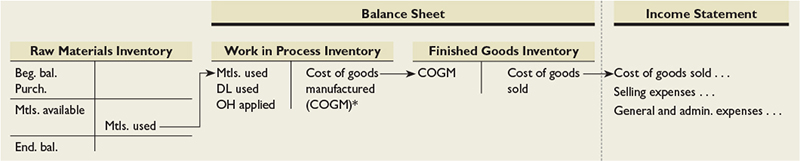 Balance Sheet
Income Statement
Raw Materials Inventory
Work in Process Inventory
Finished Goods Inventory
Beg. bal.
Purch.
Mtls. available
Mtls. used
End. bal.
Mtls. used
DL used
OH applied
Cost of goods
manufactured
(COGM)*
COGM
Cost of goods
sold
Cost of goods sold . . .
Selling expenses . . .
General and admin. expenses . . .